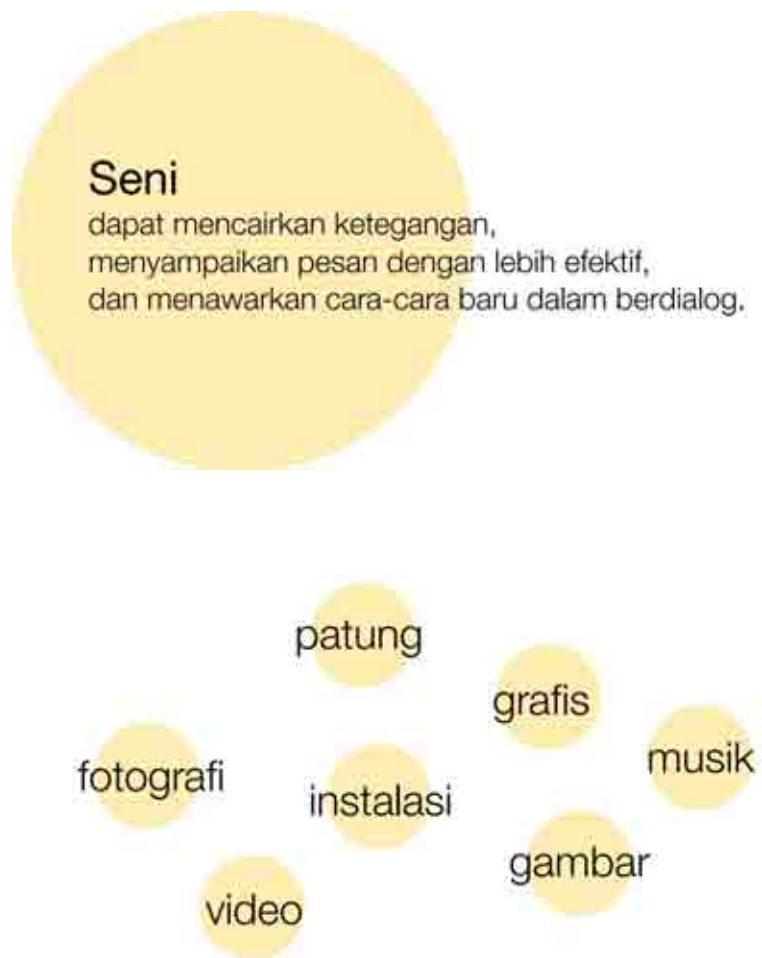 Seni
dapat mencairkan ketegangan,
menyampaikan pesan dengan lebih efektif,
dan menawarkan cara-cara baru dalam berdialog.
patung
grafis
musik
fotografi
instalasi
gambar
video